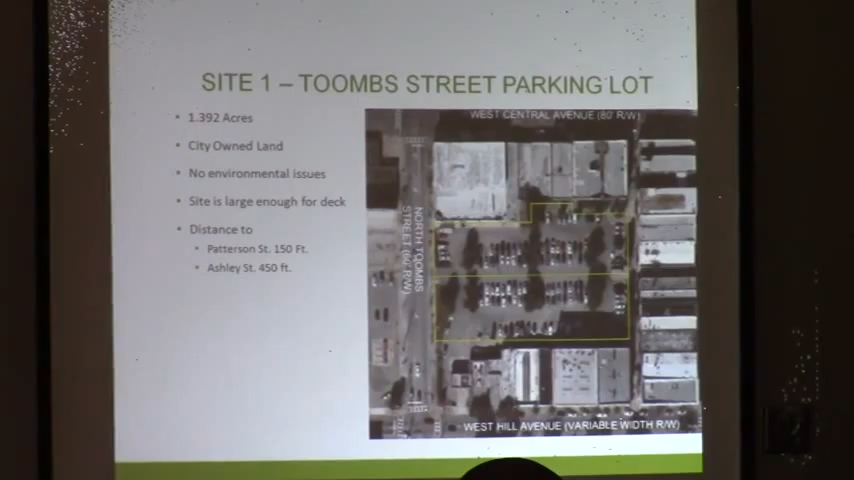 SITE 1 – TOOMBS STREET PARKING LOT
1.392 Acres
City Owned Land
No environmental issues
Site is large enough for deck
Distance to
Patterson St. 150 Ft.
Ashley St. 450 ft.
WEST CENTRAL AVENUE (80' R/W)
NORTH TOOMBS
STREET (60' R/W)
WEST HILL AVENUE (VARIABLE WIDTH R/W)